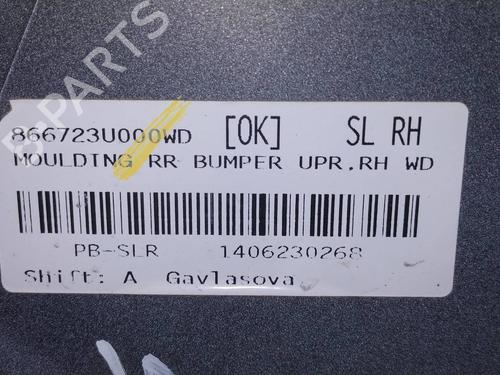 B-PARTS
866723U000WD [OK] SL RH
MOULDING RR BUMPER UPR.RH WD
PB-SLR 1406230268
Shift: A Gavlasova